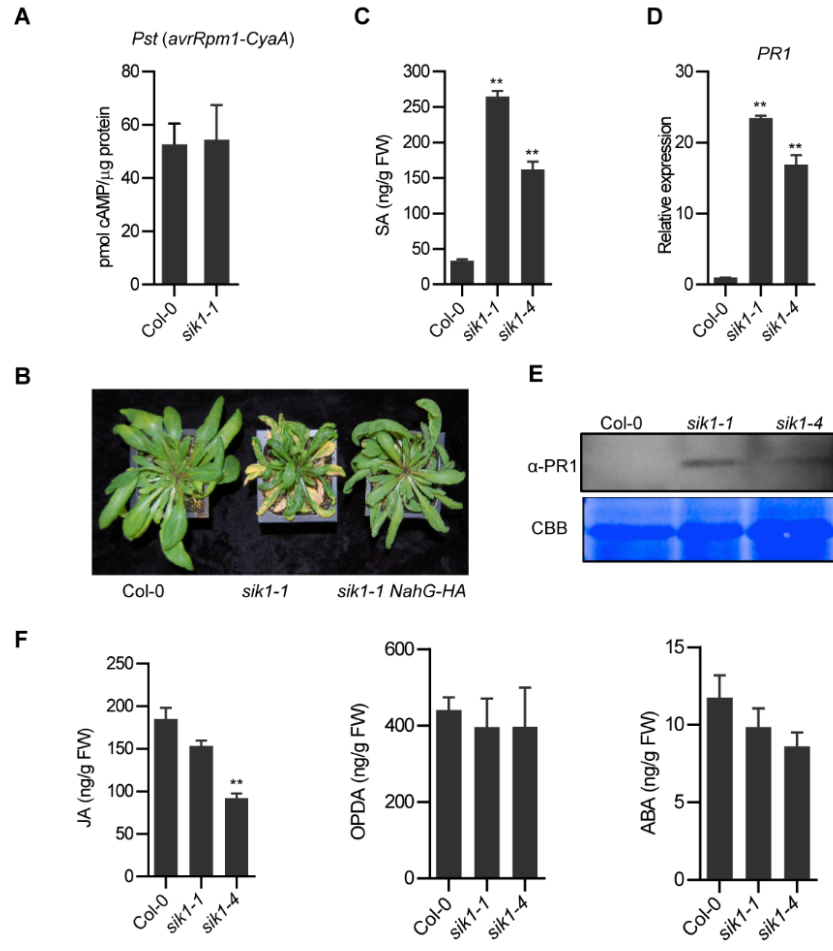 A
Pst (avrRpm1-CyaA)
pmol cAMP/μg protein
80
60
40
20
0
Col-0
sik1-1
C
SA (ng/g FW)
300
250
200
150
100
50
0
**
**
Col-0
sik1-1
sik1-4
D
PR1
Relative expression
30
20
10
0
**
**
Col-0
sik1-1
sik1-4
B
Col-0 sik1-1 sik1-1 NahG-HA
E
Col-0 sik1-1 sik1-4
α-PR1
CBB
F
JA (ng/g FW)
250
200
150
100
50
0
**
Col-0
sik1-1
sik1-4
OPDA (ng/g FW)
600
400
200
0
Col-0
sik1-1
sik1-4
ABA (ng/g FW)
15
10
5
0
Col-0
sik1-1
sik1-4